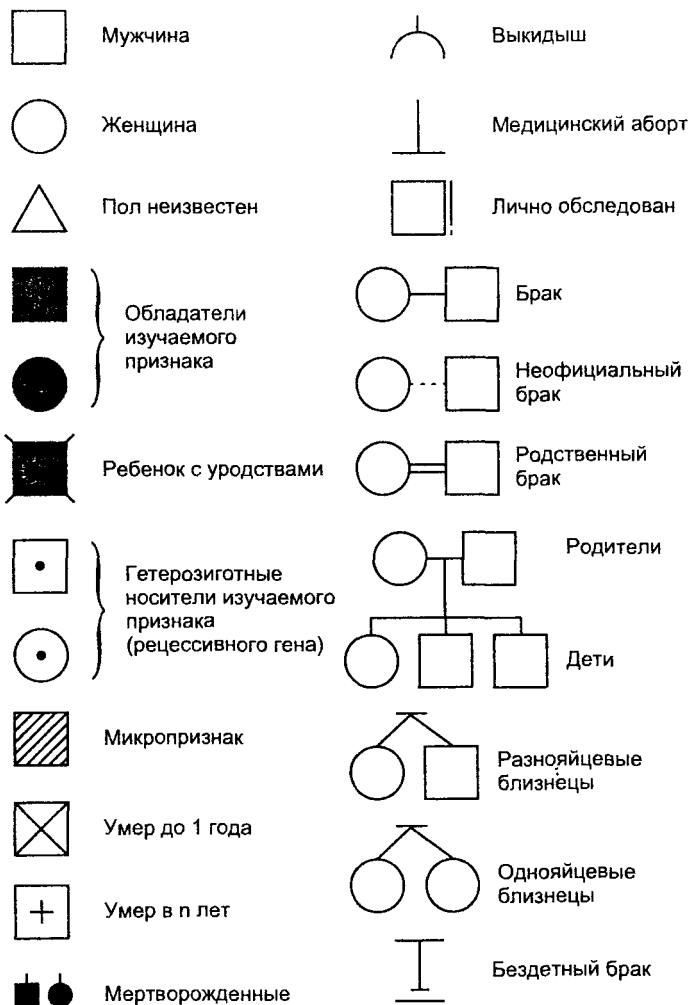 Мужчина
Женщина
Пол неизвестен
Обладатели
изучаемого
признака
Ребенок с уродствами
Гетерозиготные
носители изучаемого
признака
(рецессивного гена)
Микропризнак
Умер до 1 года
Умер в n лет
Мертворожденные
Выкидыш
Медицинский аборт
Лично обследован
Брак
Неофициальный
брак
Родственный
брак
Родители
Дети
Разнояйцевые
близнецы
Однояйцевые
близнецы
Бездетный брак